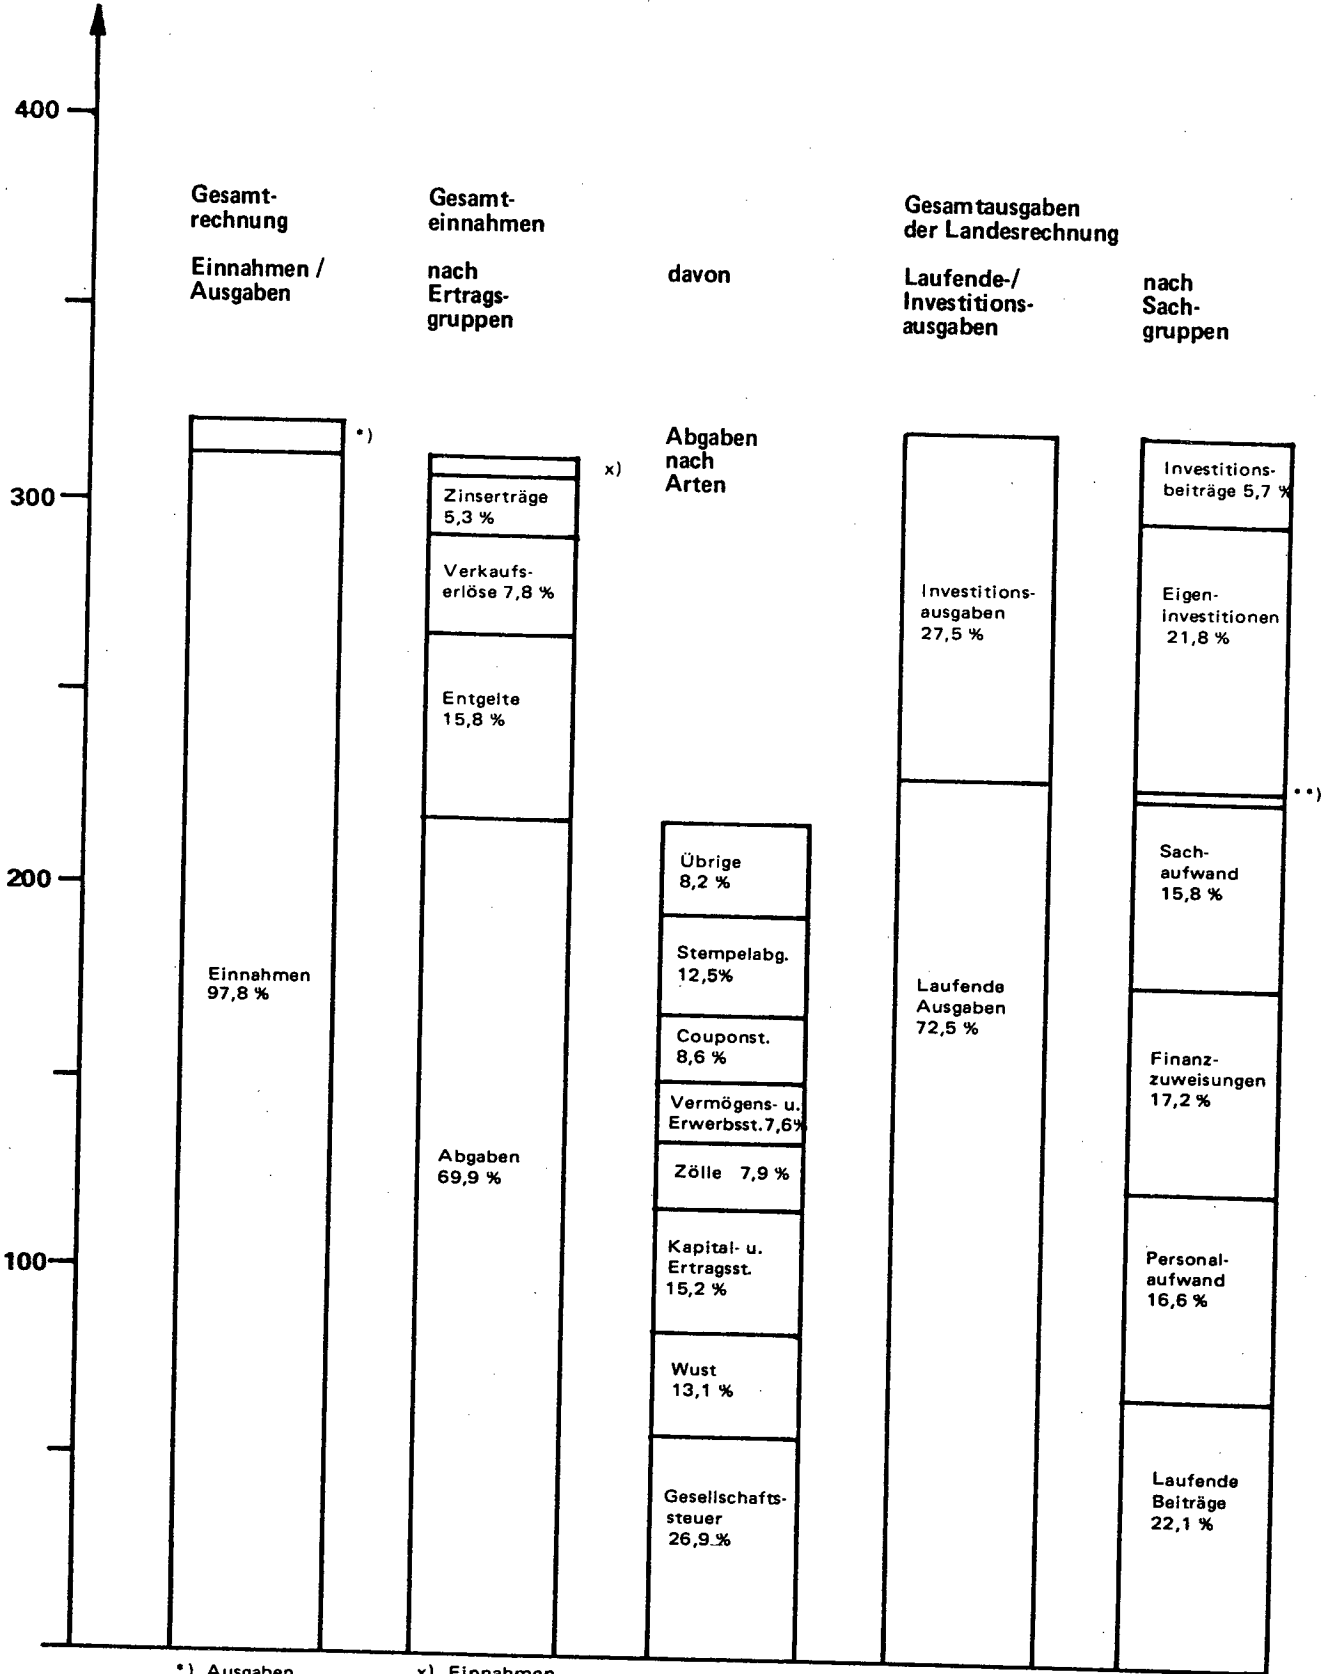 400
300
200
100
Gesamt-
rechnung
Einnahmen /
Ausgaben
*)
Einnahmen
97,8 %
Gesamt-
einnahmen
nach
Ertrags-
gruppen
x)
Zinserträge
5,3 %
Verkaufs-
erlöse 7,8 %
Entgelte
15,8 %
Abgaben
69,9 %
davon
Abgaben
nach
Arten
Übrige
8,2 %
Stempelabg.
12,5%
Couponst.
8,6 %
Vermögens- u.
Erwerbsst. 7,6%
Zölle 7,9 %
Kapital- u.
Ertragsst.
15,2 %
Wust
13,1 %
Gesellschafts-
steuer
26,9 %
Gesamtausgaben
der Landesrechnung
Laufende-/
Investitions-
ausgaben
Investitions-
ausgaben
27,5 %
Laufende
Ausgaben
72,5 %
nach
Sach-
gruppen
Investitions-
beiträge 5,7 %
Eigen-
investitionen
21,8 %
**)
Sach-
aufwand
15,8 %
Finanz-
zuweisungen
17,2 %
Personal-
aufwand
16,6 %
Laufende
Beiträge
22,1 %
*) Ausgaben
x) Einnahmen